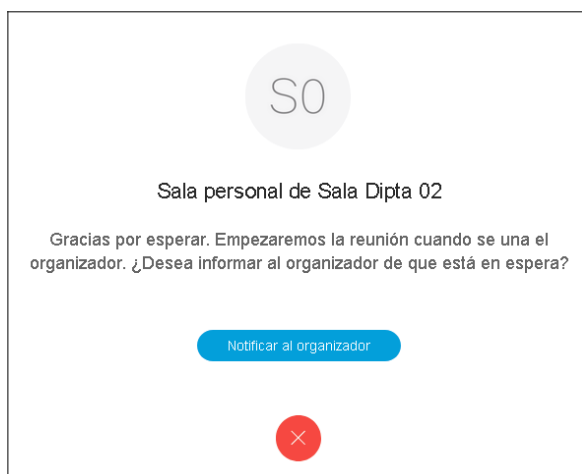 S0
Sala personal de Sala Dipta 02
Gracias por esperar. Empezaremos la reunión cuando se una el
organizador. ¿Desea informar al organizador de que está en espera?
Notificar al organizador